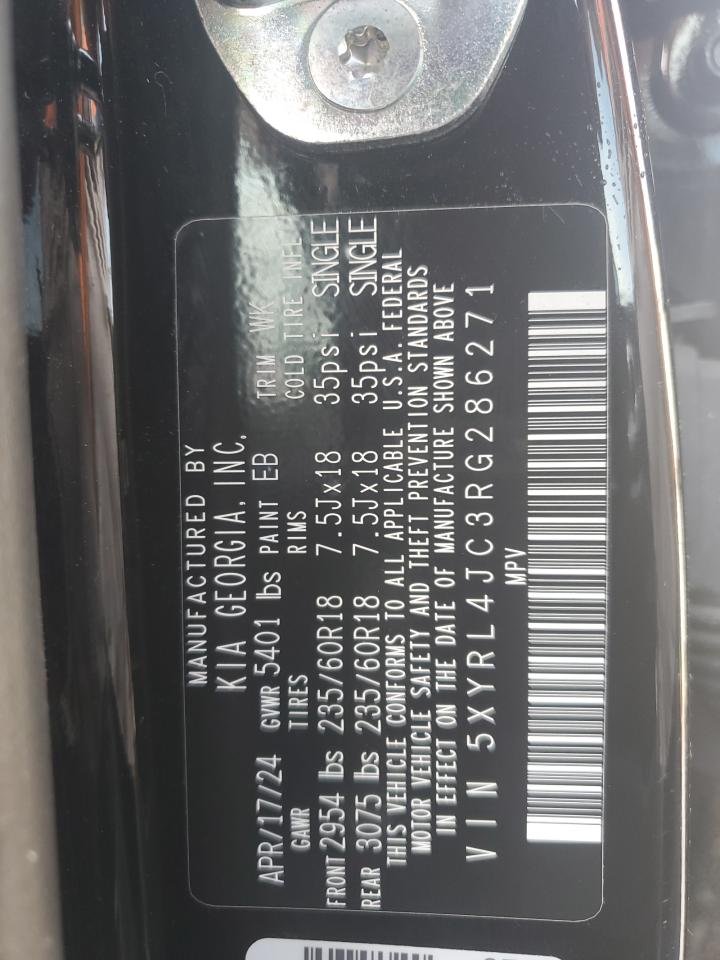 MANUFACTURED BY
KIA GEORGIA, INC.
APR/17/24 GVWR 5401 lbs PAINT EB TRIM WK
GAWR TIRES RIMS COLD TIRE INFL
FRONT 2954 lbs 235/60R18 7.5Jx18 35psi SINGLE
REAR 3075 lbs 235/60R18 7.5Jx18 35psi SINGLE
THIS VEHICLE CONFORMS TO ALL APPLICABLE U.S.A. FEDERAL
MOTOR VEHICLE SAFETY AND THEFT PREVENTION STANDARDS
IN EFFECT ON THE DATE OF MANUFACTURE SHOWN ABOVE
VIN 5XYRL4JC3RG286271
MPV